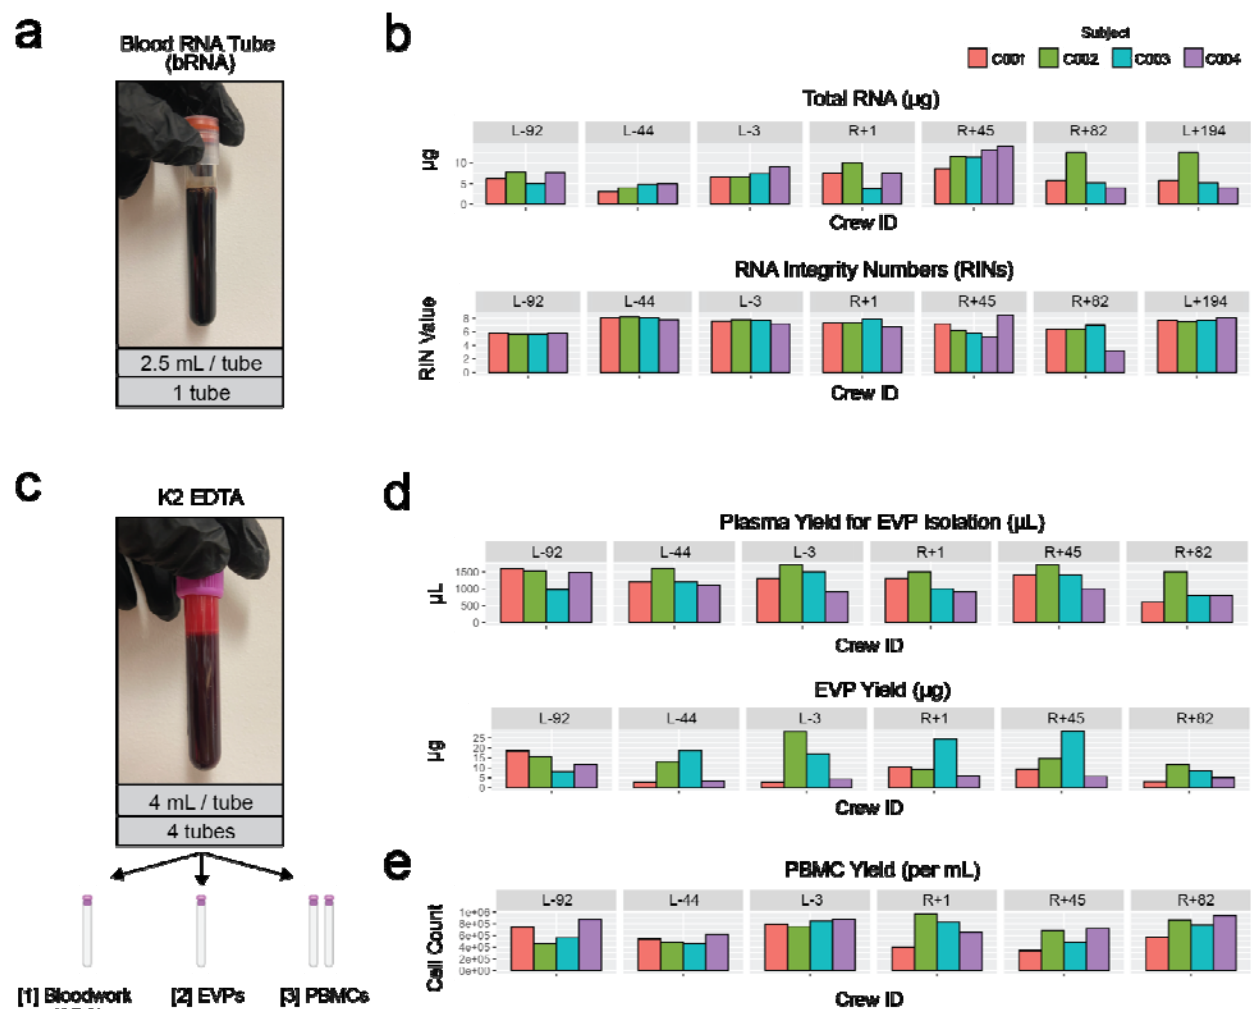 a
Blood RNA Tube
(bRNA)
2.5 mL / tube
1 tube
b
Subject
C001 C002 C003 C004
Total RNA (µg)
L-92 L-44 L-3 R+1 R+45 R+82 L+194
µg
10
5
0
Crew ID
RNA Integrity Numbers (RINs)
L-92 L-44 L-3 R+1 R+45 R+82 L+194
RIN Value
8
6
4
2
0
Crew ID
c
K2 EDTA
4 mL / tube
4 tubes
[1] Bloodwork [2] EVPs [3] PBMCs
d
Plasma Yield for EVP Isolation (µL)
L-92 L-44 L-3 R+1 R+45 R+82
µL
1500
1000
500
0
Crew ID
EVP Yield (µg)
L-92 L-44 L-3 R+1 R+45 R+82
µg
25
20
15
10
5
0
Crew ID
e
PBMC Yield (per mL)
L-92 L-44 L-3 R+1 R+45 R+82
Cell Count
1e+06
8e+05
6e+05
4e+05
2e+05
0e+00
Crew ID